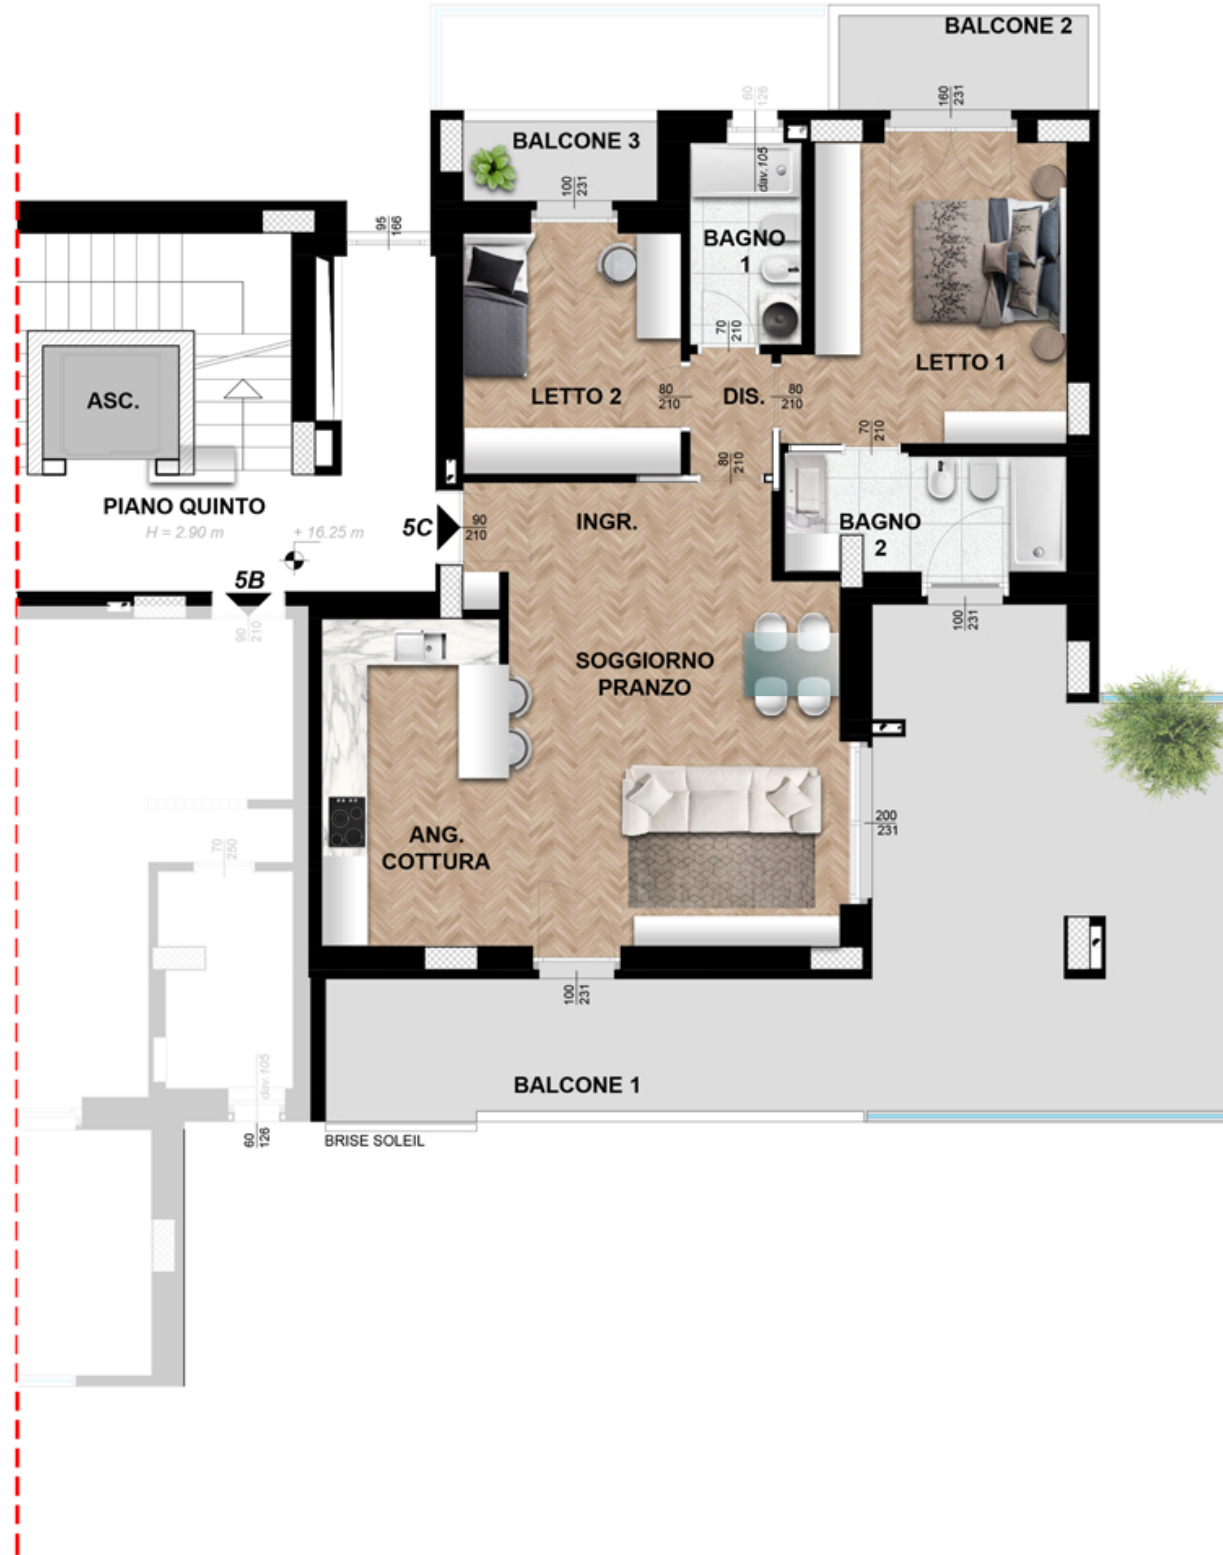 BALCONE 2
60
126
160
231
BALCONE 3
dav.105
100
231
95
166
BAGNO
1
70
210
LETTO 1
ASC.
LETTO 2
80
210
DIS.
80
210
70
210
80
210
PIANO QUINTO
H = 2.90 m
+ 16.25 m
5C
90
210
INGR.
BAGNO
2
5B
90
210
100
231
SOGGIORNO
PRANZO
200
231
ANG.
COTTURA
70
250
100
231
dav.105
BALCONE 1
60
126
BRISE SOLEIL